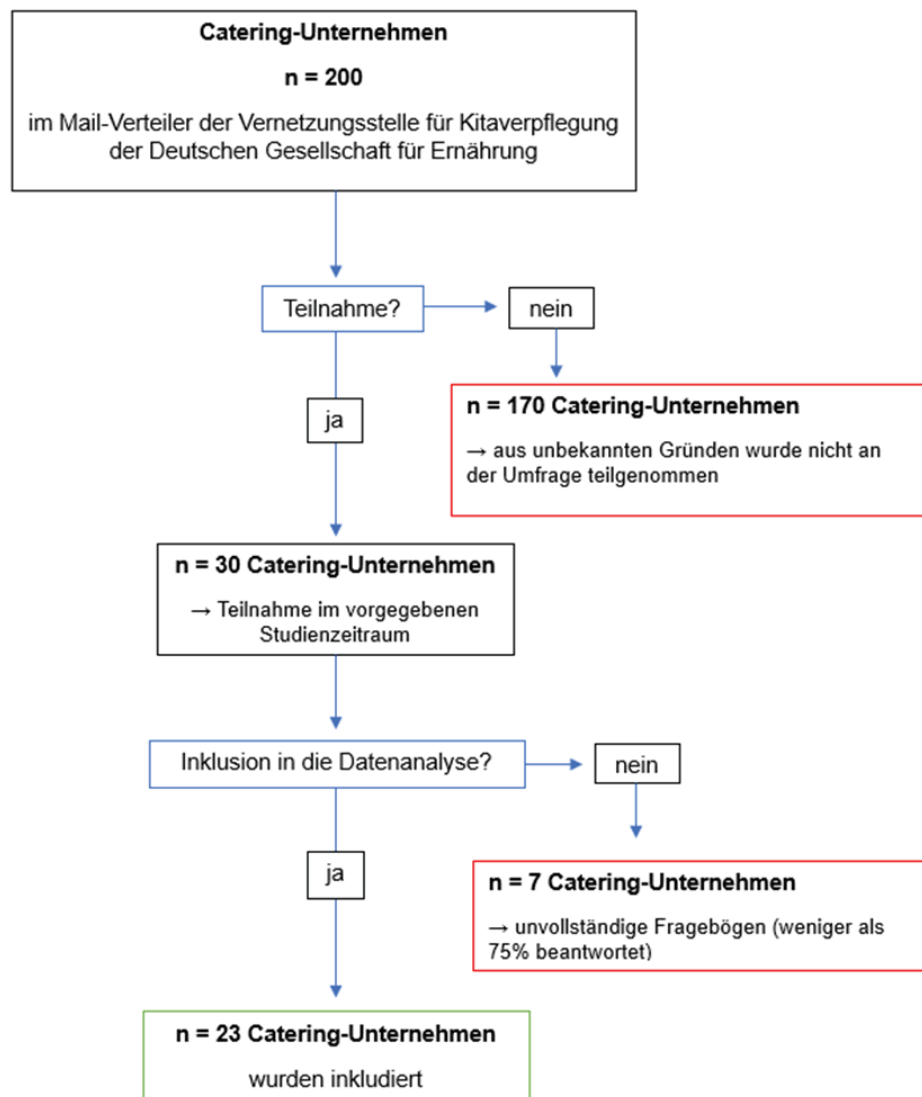 Catering-Unternehmen
n = 200
im Mail-Verteiler der Vernetzungsstelle für Kitaverpflegung
der Deutschen Gesellschaft für Ernährung
Teilnahme?
nein
n = 170 Catering-Unternehmen
→ aus unbekannten Gründen wurde nicht an
der Umfrage teilgenommen
ja
n = 30 Catering-Unternehmen
→ Teilnahme im vorgegebenen
Studienzeitraum
Inklusion in die Datenanalyse?
nein
n = 7 Catering-Unternehmen
→ unvollständige Fragebögen (weniger als
75% beantwortet)
ja
n = 23 Catering-Unternehmen
wurden inkludiert